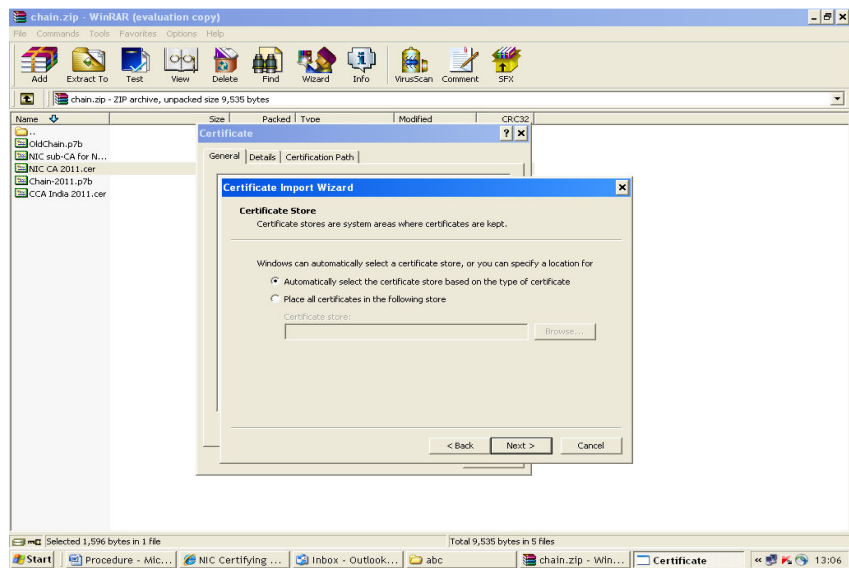 chain.zip - WinRAR (evaluation copy)
File Commands Tools Favorites Options Help
Add Extract To Test View Delete Find Wizard Info VirusScan Comment SFX
chain.zip - ZIP archive, unpacked size 9,535 bytes
Name Size Packed Type Modified CRC32
..
OldChain.p7b
NIC sub-CA for N...
NIC CA 2011.cer
Chain-2011.p7b
CCA India 2011.cer
Certificate
General Details Certification Path
Certificate Import Wizard
Certificate Store
Certificate stores are system areas where certificates are kept.
Windows can automatically select a certificate store, or you can specify a location for
Automatically select the certificate store based on the type of certificate
Place all certificates in the following store
Certificate store:
Browse...
< Back Next > Cancel
Selected 1,596 bytes in 1 file Total 9,535 bytes in 5 files
Start Procedure - Mic... NIC Certifying ... Inbox - Outlook... abc chain.zip - Win... Certificate « 13:06